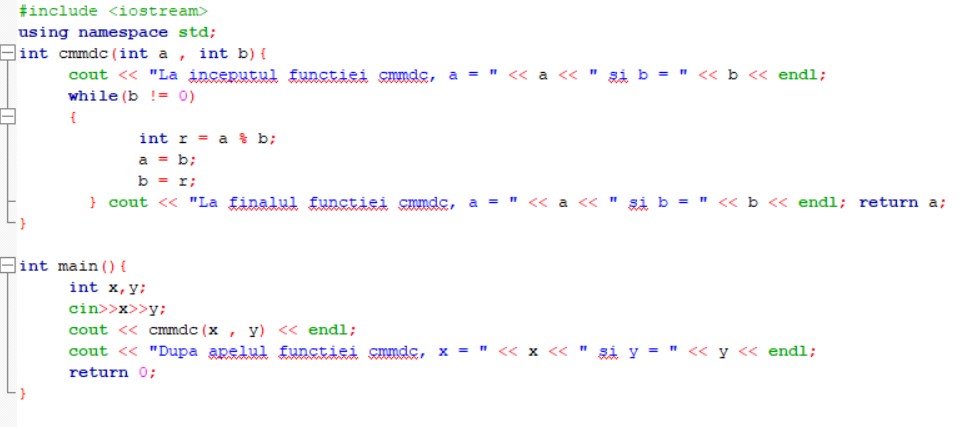 #include <iostream>
using namespace std;
int cmmdc(int a , int b){
cout << "La inceputul functiei cmmdc, a = " << a << " si b = " << b << endl;
while(b != 0)
{
int r = a % b;
a = b;
b = r;
} cout << "La finalul functiei cmmdc, a = " << a << " si b = " << b << endl; return a;
}
int main(){
int x,y;
cin>>x>>y;
cout << cmmdc(x , y) << endl;
cout << "Dupa apelul functiei cmmdc, x = " << x << " si y = " << y << endl;
return 0;
}